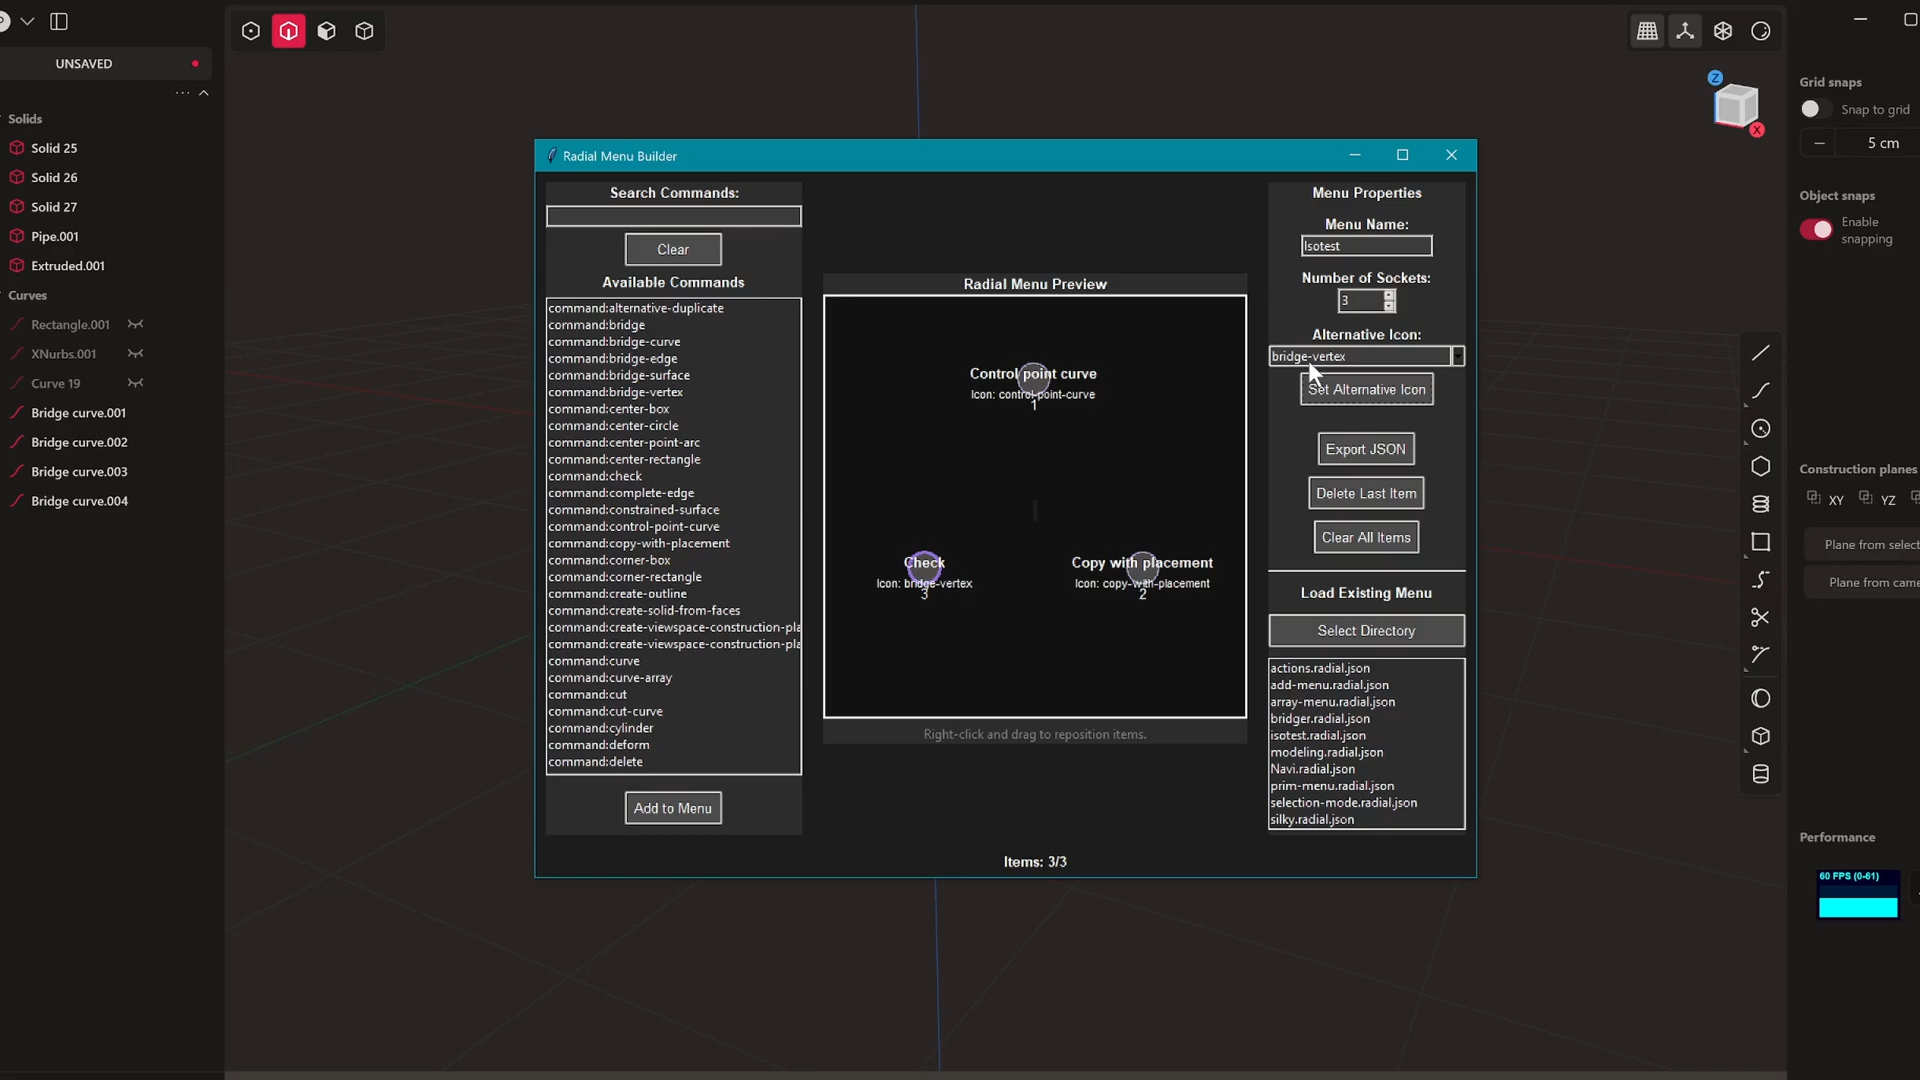 UNSAVED
Solids
Solid 25
Solid 26
Solid 27
Pipe.001
Extruded.001
Curves
Rectangle.001
XNurbs.001
Curve 19
Bridge curve.001
Bridge curve.002
Bridge curve.003
Bridge curve.004
Radial Menu Builder
Search Commands:
Clear
Available Commands
command:alternative-duplicate
command:bridge
command:bridge-curve
command:bridge-edge
command:bridge-surface
command:bridge-vertex
command:center-box
command:center-circle
command:center-point-arc
command:center-rectangle
command:check
command:complete-edge
command:constrained-surface
command:control-point-curve
command:copy-with-placement
command:corner-box
command:corner-rectangle
command:create-outline
command:create-solid-from-faces
command:create-viewspace-construction-pla
command:create-viewspace-construction-pla
command:curve
command:curve-array
command:cut
command:cut-curve
command:cylinder
command:deform
command:delete
Add to Menu
Radial Menu Preview
Control point curve
Icon: control-point-curve
1
Check
Icon: bridge-vertex
3
Copy with placement
Icon: copy-with-placement
2
Right-click and drag to reposition items.
Items: 3/3
Menu Properties
Menu Name:
Isotest
Number of Sockets:
3
Alternative Icon:
bridge-vertex
Set Alternative Icon
Export JSON
Delete Last Item
Clear All Items
Load Existing Menu
Select Directory
actions.radial.json
add-menu.radial.json
array-menu.radial.json
bridger.radial.json
isotest.radial.json
modeling.radial.json
Navi.radial.json
prim-menu.radial.json
selection-mode.radial.json
silky.radial.json
Z
X
Grid snaps
Snap to grid
5 cm
Object snaps
Enable
snapping
Construction planes
XY YZ
Plane from select
Plane from came
Performance
60 FPS (0-61)